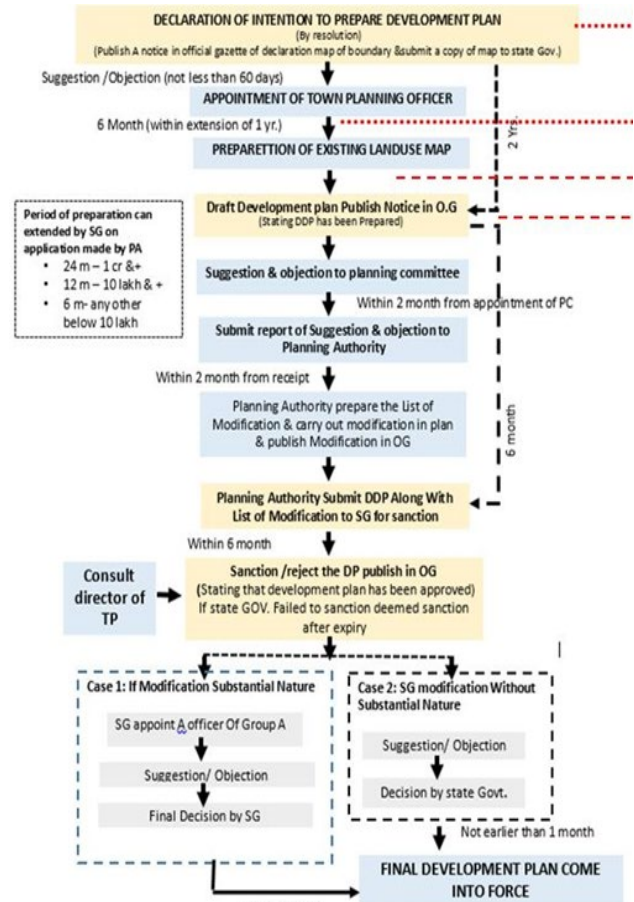 DECLARATION OF INTENTION TO PREPARE DEVELOPMENT PLAN
(By resolution)
(Publish A notice in official gazette of declaration map of boundary &submit a copy of map to state Gov.)
Suggestion /Objection (not less than 60 days)
APPOINTMENT OF TOWN PLANNING OFFICER
6 Month (within extension of 1 yr.)
2 Yrs.
PREPARETTION OF EXISTING LANDUSE MAP
Draft Development plan Publish Notice in O.G
(Stating DDP has been Prepared)
Period of preparation can
extended by SG on
application made by PA
• 24 m – 1 cr &+
• 12 m – 10 lakh & +
• 6 m- any other
below 10 lakh
Suggestion & objection to planning committee
Within 2 month from appointment of PC
Submit report of Suggestion & objection to
Planning Authority
Within 2 month from receipt
Planning Authority prepare the List of
Modification & carry out modification in plan
& publish Modification in OG
6 month
Planning Authority Submit DDP Along With
List of Modification to SG for sanction
Within 6 month
Consult
director of
TP
Sanction /reject the DP publish in OG
(Stating that development plan has been approved)
If state GOV. Failed to sanction deemed sanction
after expiry
Case 1: If Modification Substantial Nature
SG appoint A officer Of Group A
Suggestion/ Objection
Final Decision by SG
Case 2: SG modification Without
Substantial Nature
Suggestion/ Objection
Decision by state Govt.
Not earlier than 1 month
FINAL DEVELOPMENT PLAN COME
INTO FORCE